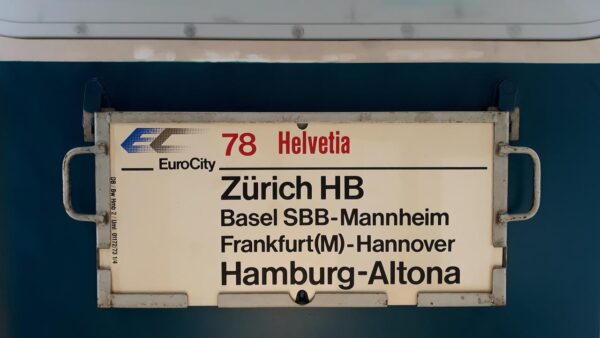 EC
EuroCity
78 Helvetia
Zürich HB
Basel SBB-Mannheim
Frankfurt(M)-Hannover
Hamburg-Altona